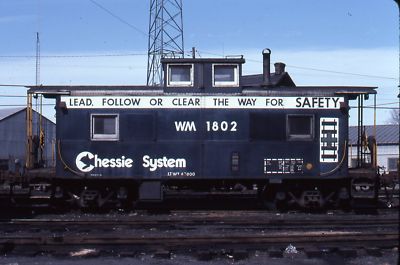 LEAD, FOLLOW OR CLEAR THE WAY FOR SAFETY
WM 1802
Chessie System